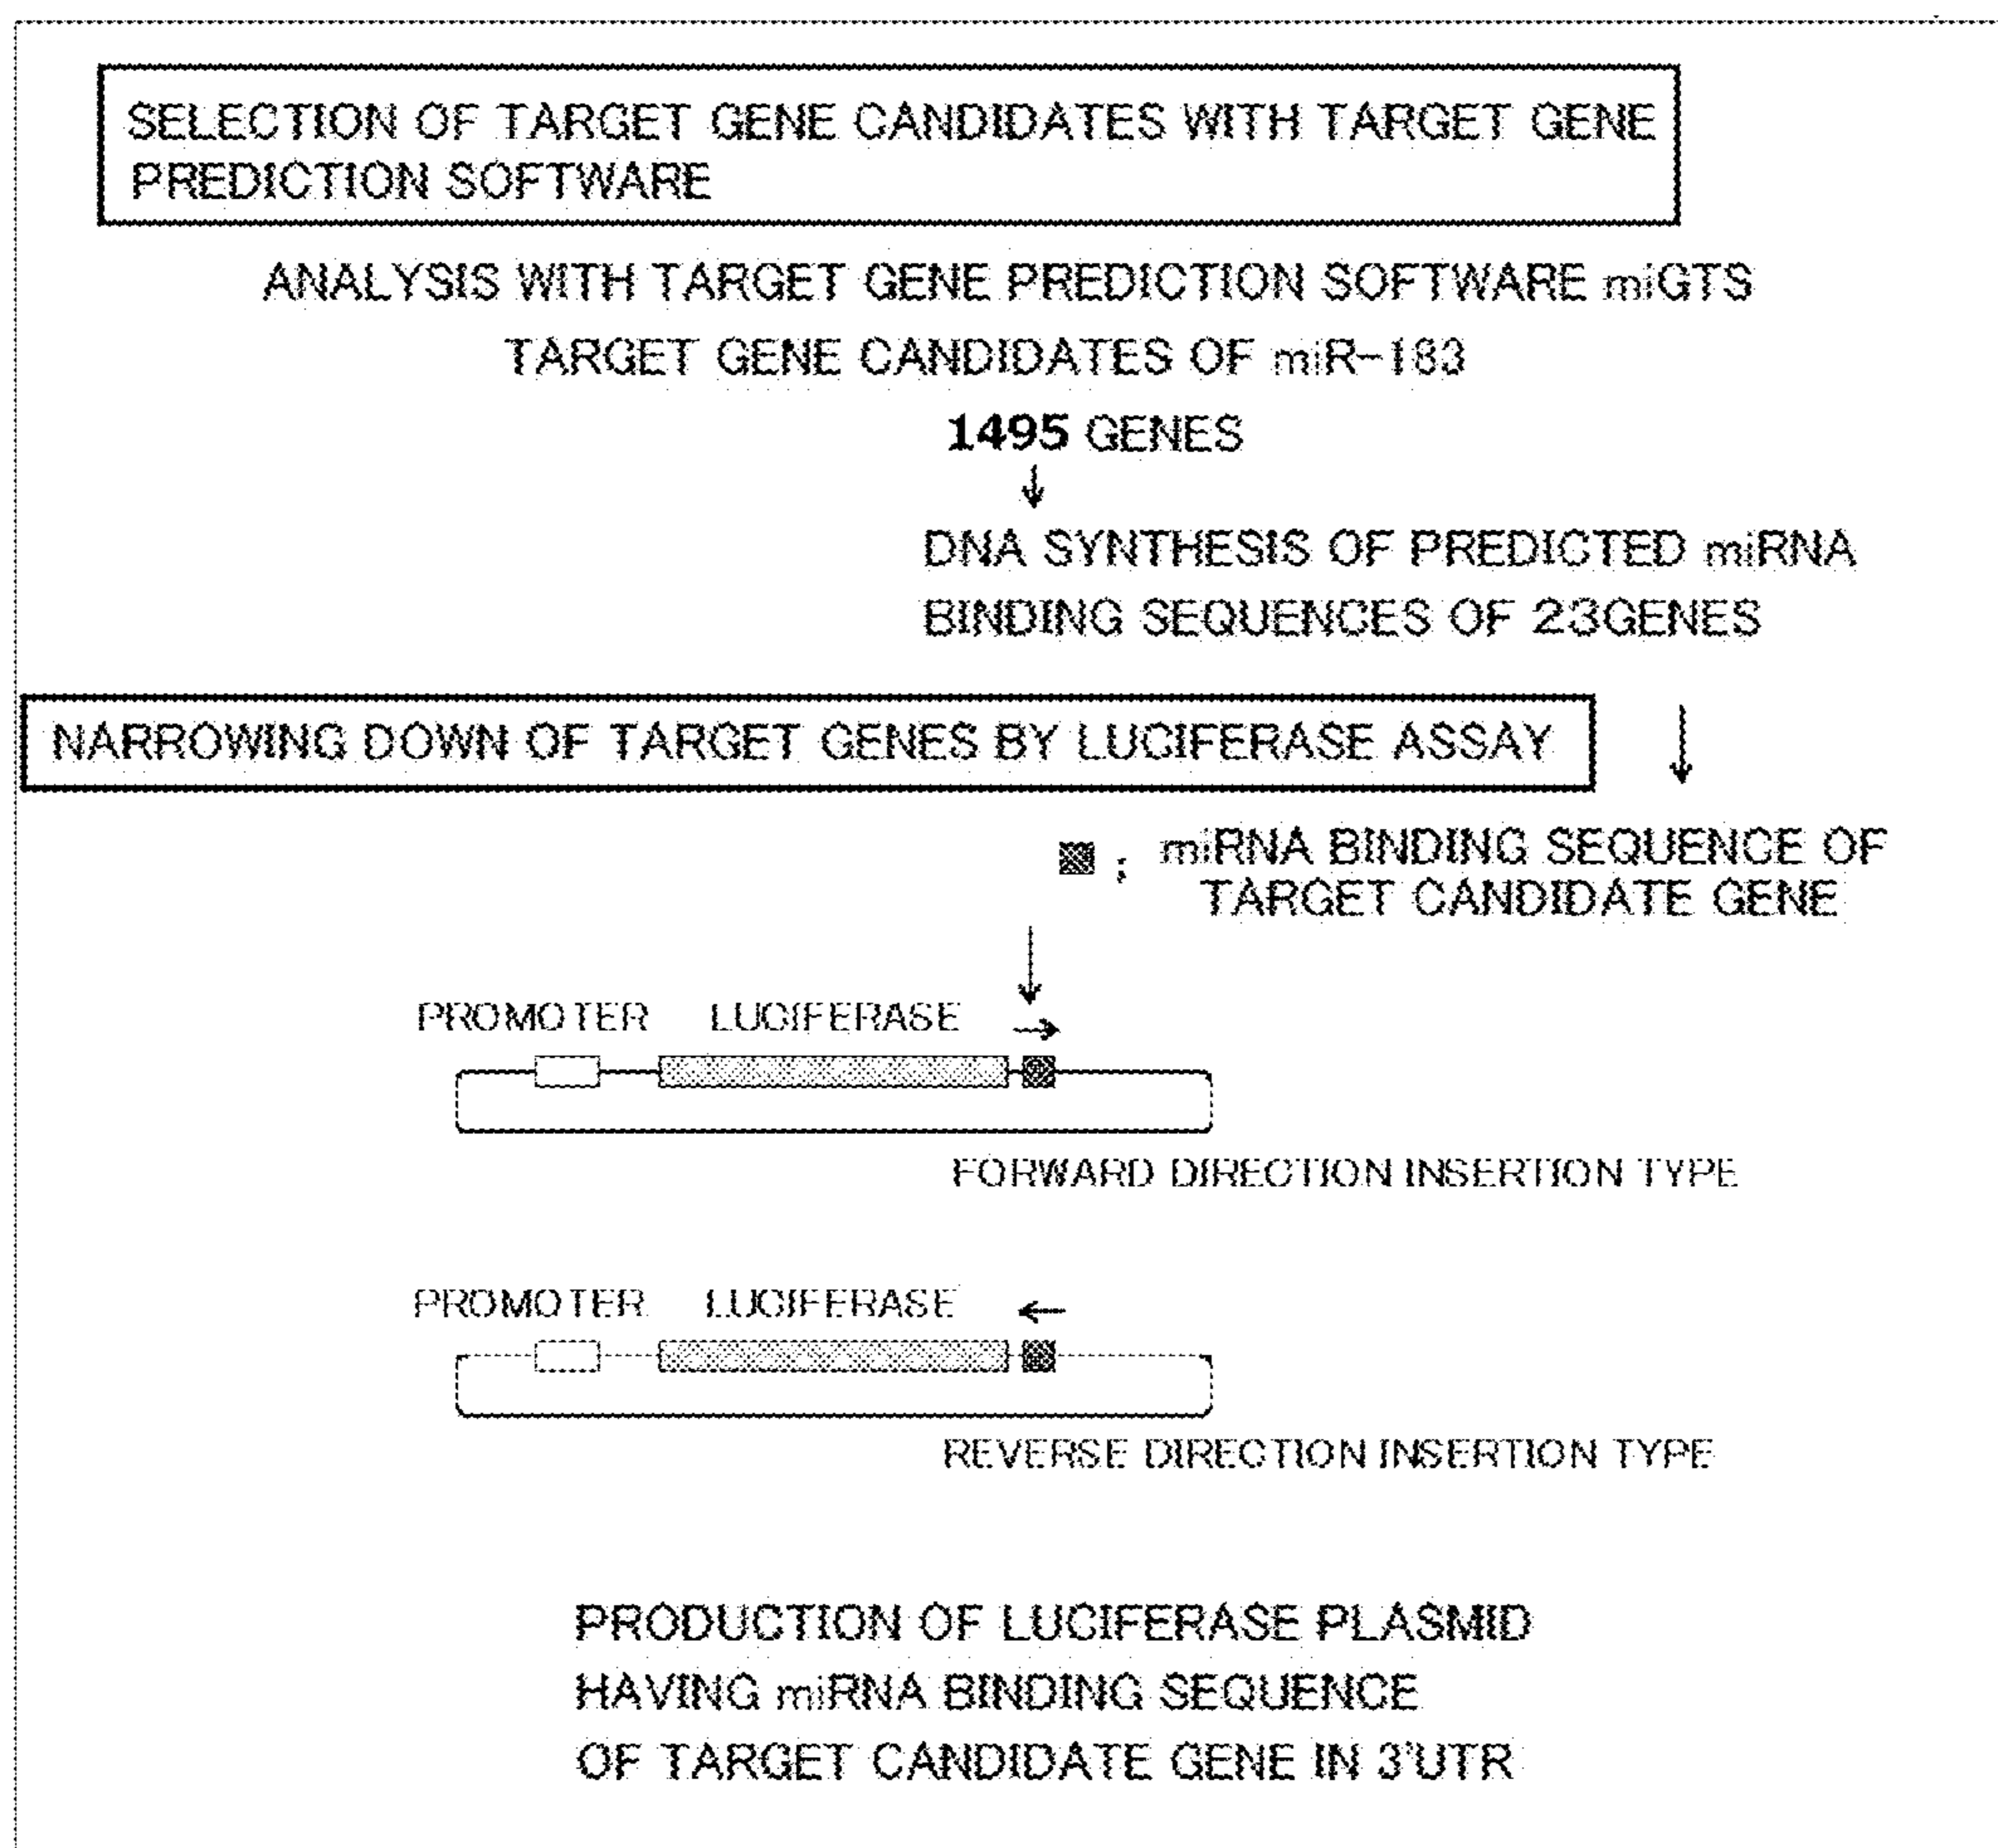 SELECTION OF TARGET GENE CANDIDATES WITH TARGET GENE
PREDICTION SOFTWARE
ANALYSIS WITH TARGET GENE PREDICTION SOFTWARE miGTS
TARGET GENE CANDIDATES OF miR-183
1495 GENES
DNA SYNTHESIS OF PREDICTED miRNA
BINDING SEQUENCES OF 23GENES
NARROWING DOWN OF TARGET GENES BY LUCIFERASE ASSAY
; miRNA BINDING SEQUENCE OF
TARGET CANDIDATE GENE
PROMOTER LUCIFERASE
FORWARD DIRECTION INSERTION TYPE
PROMOTER LUCIFERASE
REVERSE DIRECTION INSERTION TYPE
PRODUCTION OF LUCIFERASE PLASMID
HAVING miRNA BINDING SEQUENCE
OF TARGET CANDIDATE GENE IN 3'UTR